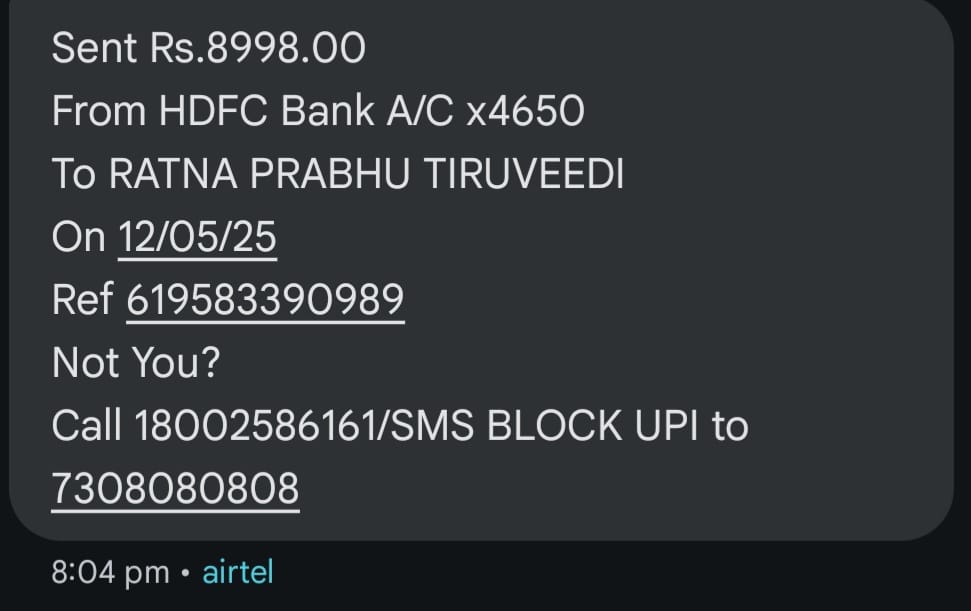 Sent Rs.8998.00
From HDFC Bank A/C x4650
To RATNA PRABHU TIRUVEEDI
On 12/05/25
Ref 619583390989
Not You?
Call 18002586161/SMS BLOCK UPI to
7308080808
8:04 pm • airtel